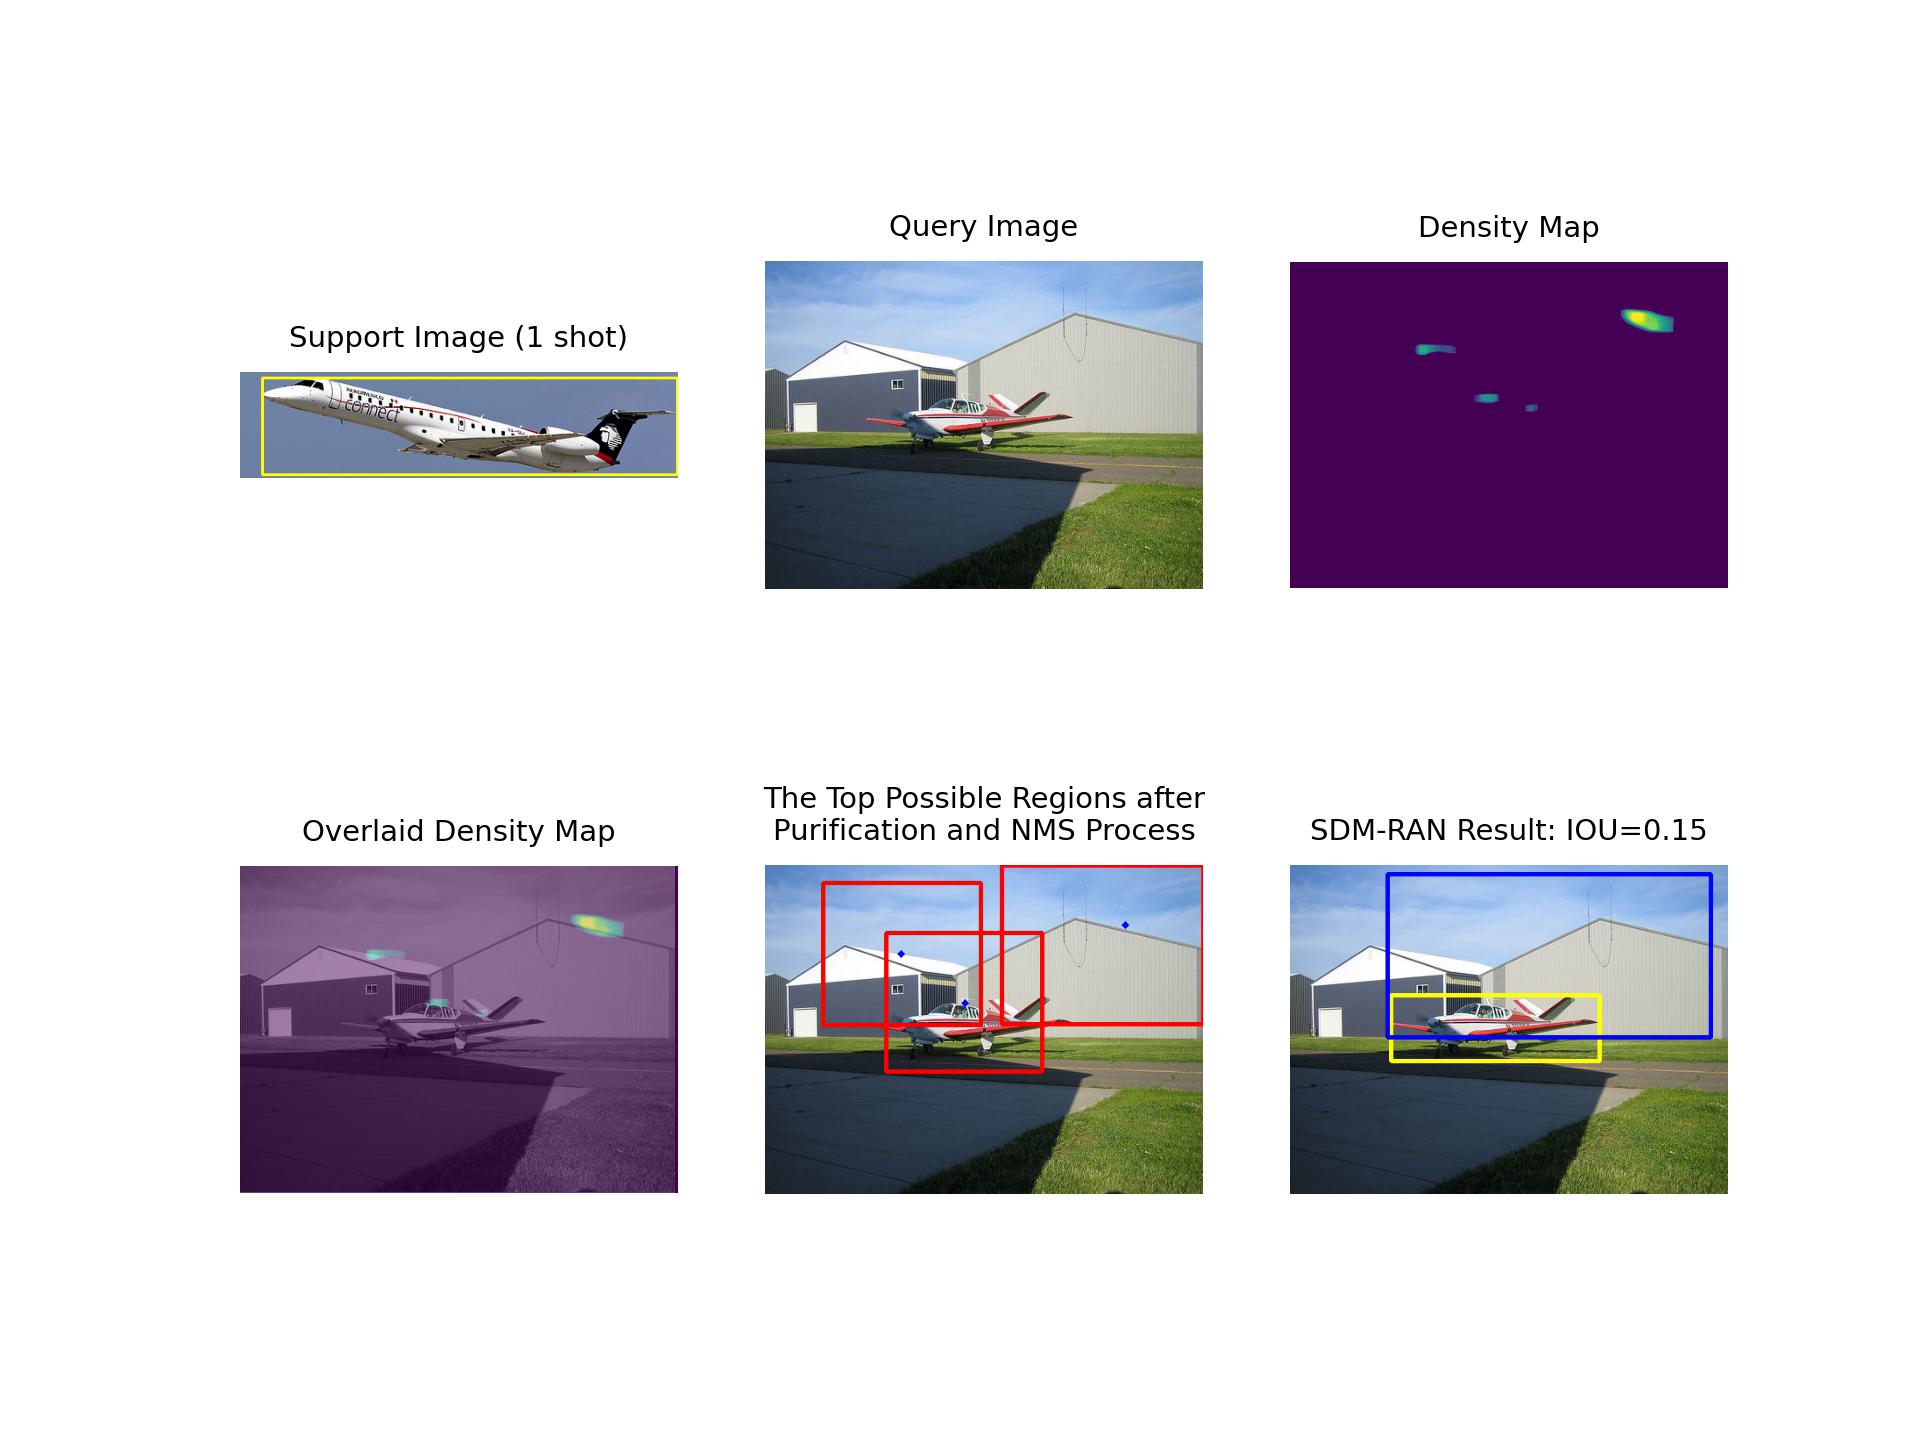 Query Image
Density Map
Support Image (1 shot)
AEROMEXICO
connect
Overlaid Density Map
The Top Possible Regions after
Purification and NMS Process
SDM-RAN Result: IOU=0.15